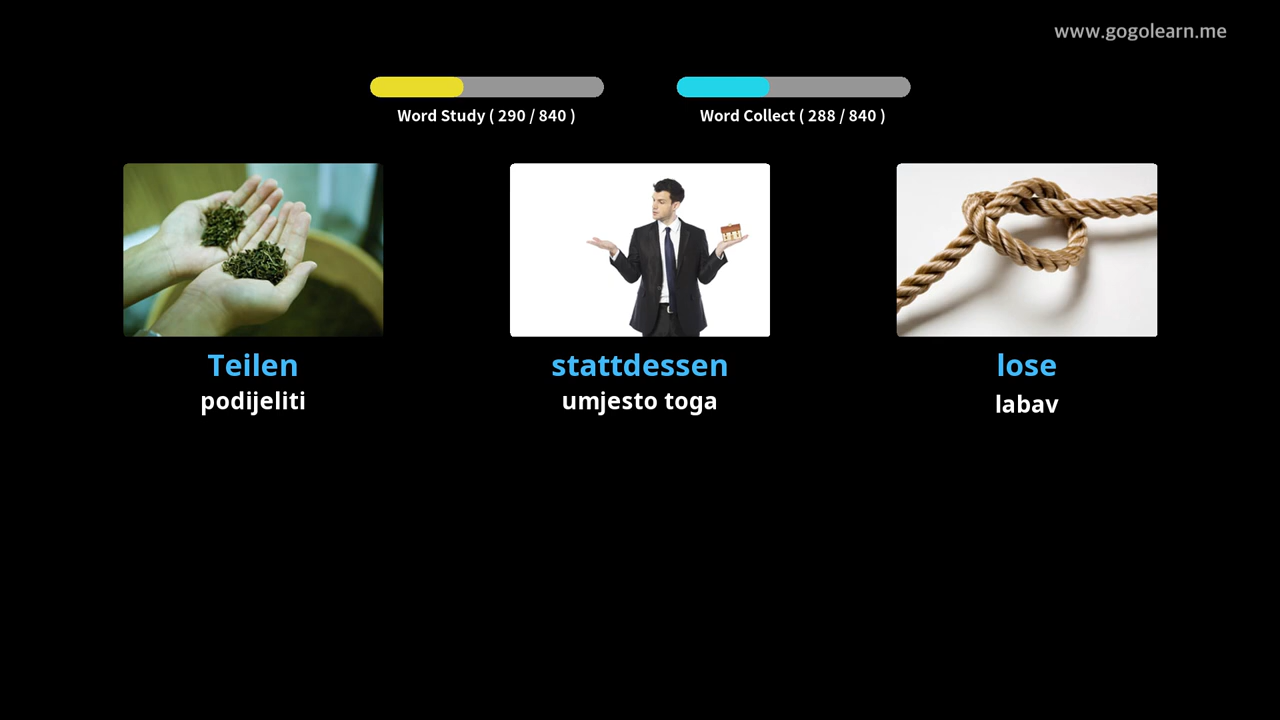 www.gogolearn.me
Word Study ( 290 / 840 )
Word Collect ( 288 / 840 )
Teilen
podijeliti
stattdessen
umjesto toga
lose
labav